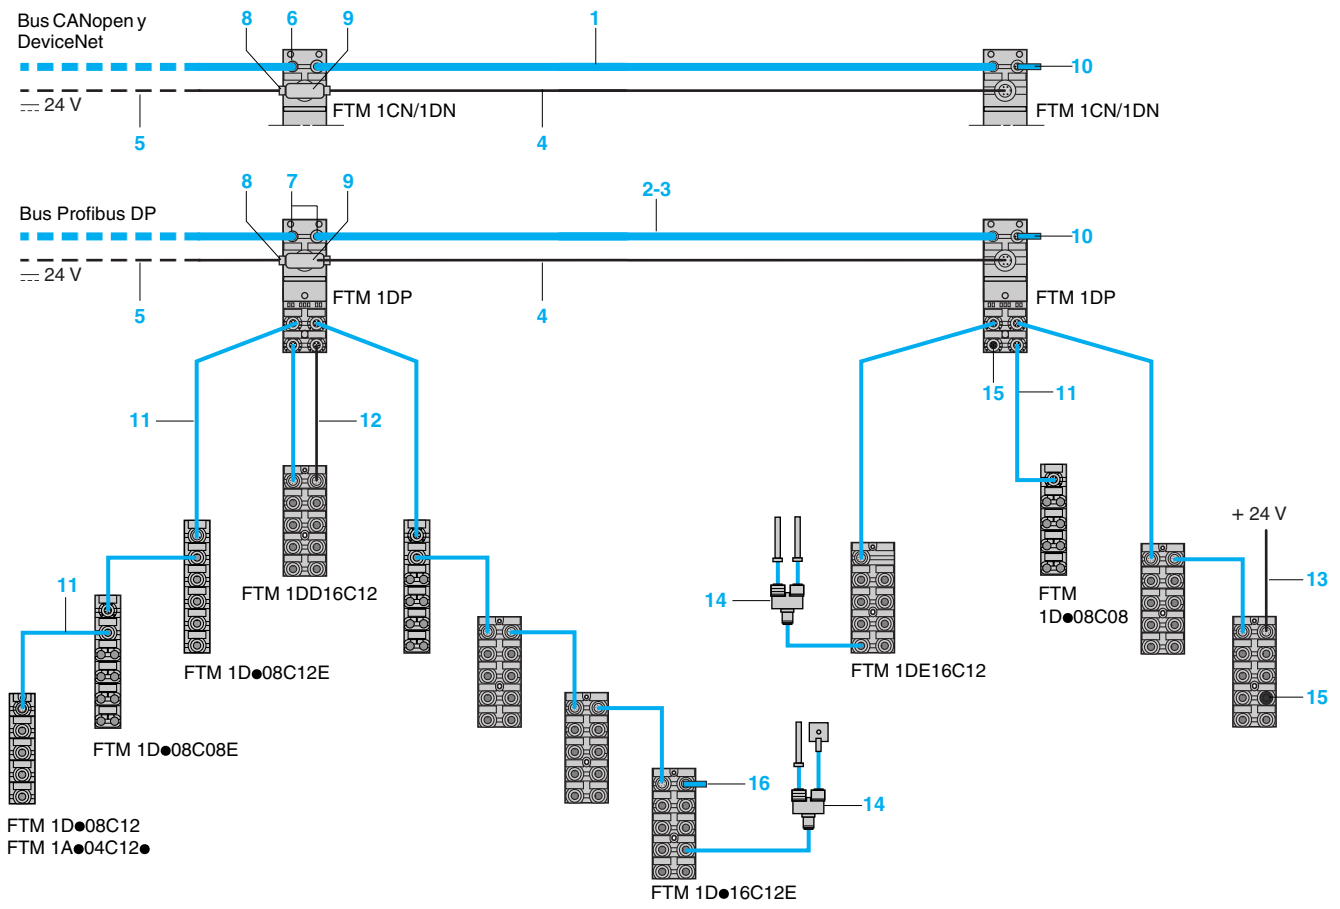 Bus CANopen y
DeviceNet
8
6
9
1
10
24 V
FTM 1CN/1DN
FTM 1CN/1DN
5
4
8
7
9
2-3
Bus Profibus DP
10
24 V
FTM 1DP
FTM 1DP
5
4
15
11
11
12
+ 24 V
11
FTM 1DD16C12
14
FTM
1D●08C08
13
FTM 1D●08C12E
FTM 1DE16C12
15
FTM 1D●08C08E
16
14
FTM 1D●08C12
FTM 1A●04C12●
FTM 1D●16C12E